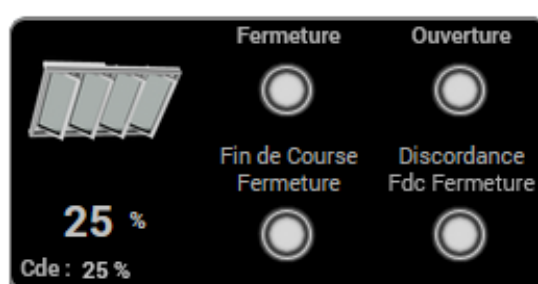 Fermeture
Ouverture
Fin de Course
Fermeture
Discordance
Fdc Fermeture
25 %
Cde : 25 %